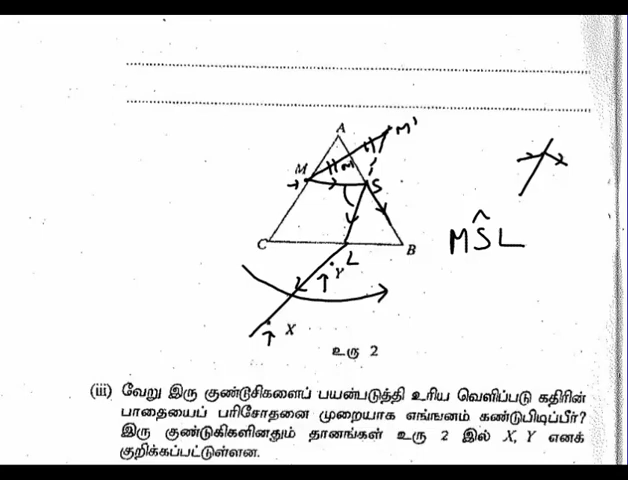 A
M'
M
M
S
C
B
L
Y
X
MŜL
உரு 2
(iii) வேறு இரு குண்டூசிகளைப் பயன்படுத்தி உரிய வெளிப்படு கதிரின்
பாதையைப் பரிசோதனை முறையாக எங்ஙனம் கண்டுபிடிப்பீர்?
இரு குண்டுகிகளினதும் தானங்கள் உரு 2 இல் X, Y எனக்
குறிக்கப்பட்டுள்ளன.